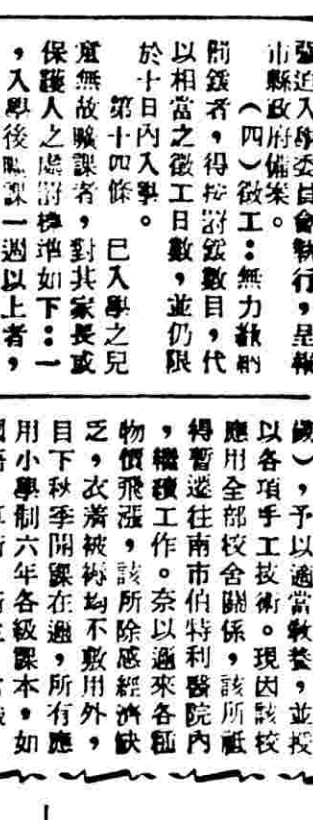 強迫入學委員會執行，呈報
市縣政府備案。
（四）徵工：無力繳納
罰鍰者，得按罰鍰數目，代
以相當之徵工日數，並仍限
於十日內入學。
第十四條　已入學之兒
童無故曠課者，對其家長或
保護人之處罰標準如下：一
，入學後曠課一週以上者，
歲），予以適當教養，並授
以各項手工技術。現因該校
應用全部校舍關係，該所祗
得暫遷往南市伯特利醫院內
，繼續工作。奈以邇來各種
物價飛漲，該所除感經濟缺
乏，衣着被褥均不敷用外，
目下秋季開課在邇，所有應
用小學制六年各級課本，如